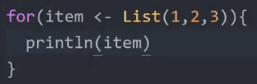 for(item <- List(1,2,3)){
  println(item)
}